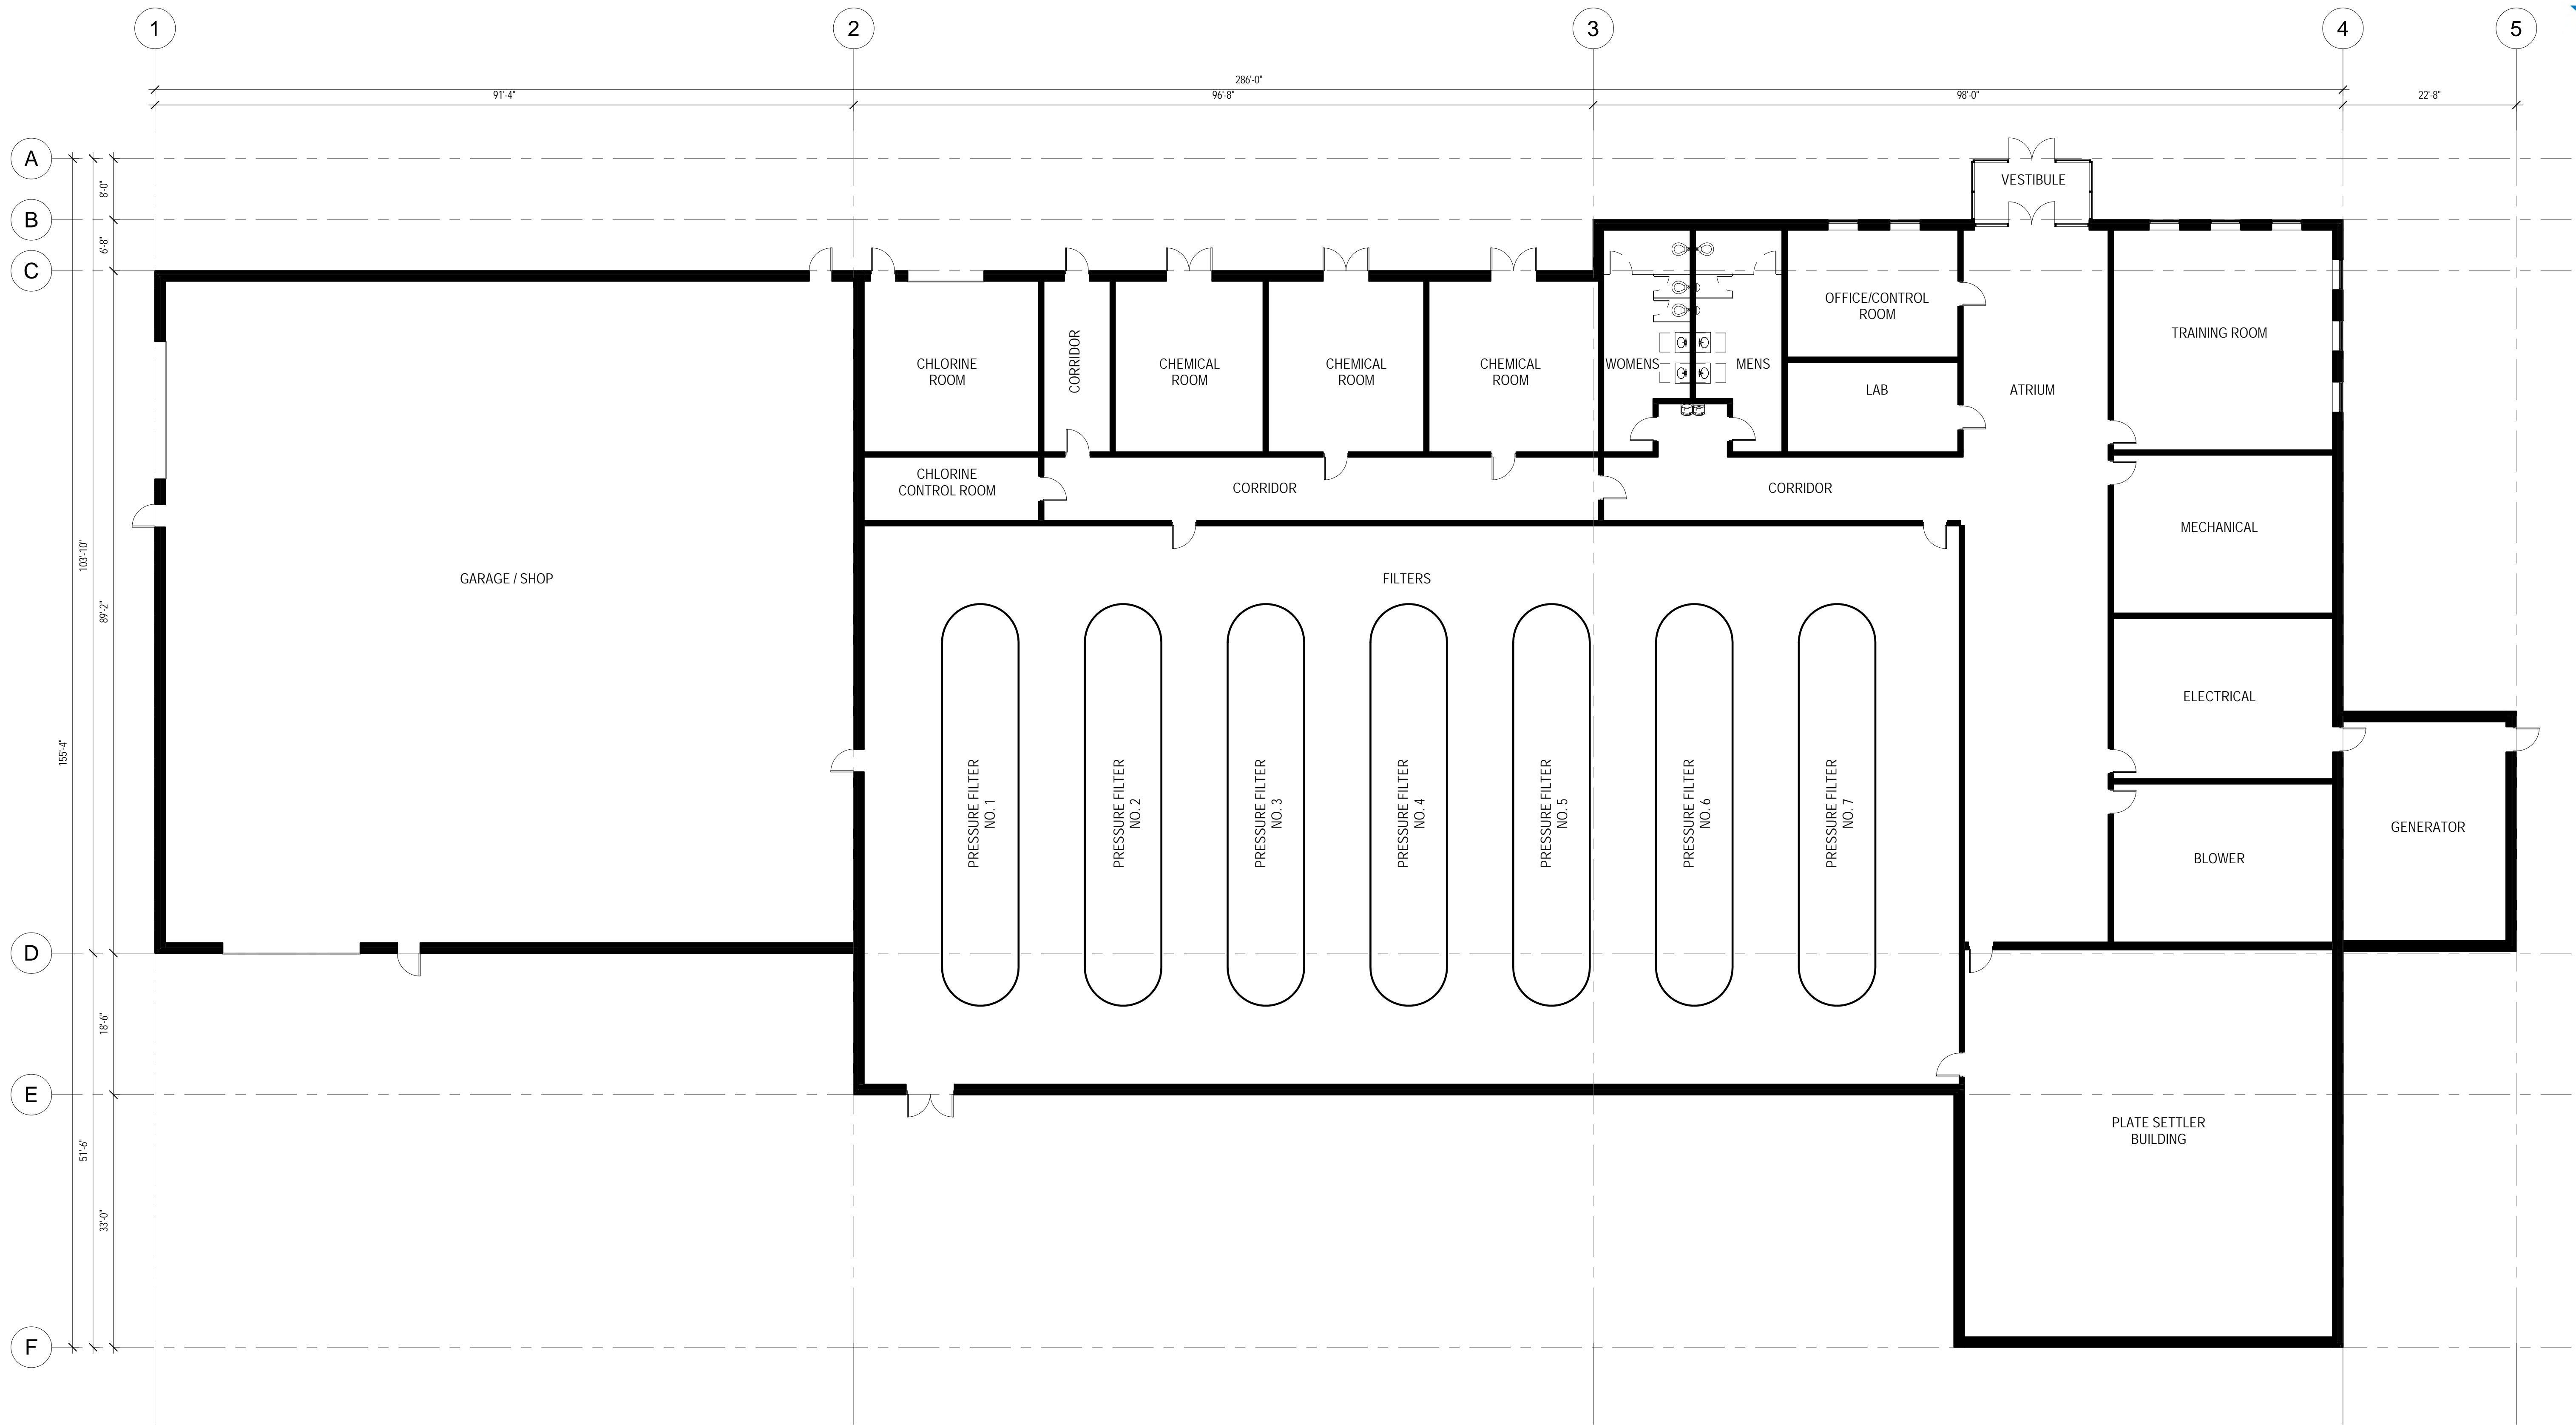 1
2
3
4
5
286'-0"
91'-4"
96'-8"
98'-0"
22'-8"
A
B
C
D
E
F
8'-0"
6'-8"
103'-10"
89'-2"
155'-4"
18'-6"
51'-6"
33'-0"
VESTIBULE
GARAGE / SHOP
CHLORINE
ROOM
CORRIDOR
CHEMICAL
ROOM
CHEMICAL
ROOM
CHEMICAL
ROOM
WOMENS
MENS
OFFICE/CONTROL
ROOM
LAB
ATRIUM
TRAINING ROOM
CHLORINE
CONTROL ROOM
CORRIDOR
CORRIDOR
MECHANICAL
FILTERS
ELECTRICAL
PRESSURE FILTER
NO. 1
PRESSURE FILTER
NO. 2
PRESSURE FILTER
NO. 3
PRESSURE FILTER
NO. 4
PRESSURE FILTER
NO. 5
PRESSURE FILTER
NO. 6
PRESSURE FILTER
NO. 7
BLOWER
GENERATOR
PLATE SETTLER
BUILDING